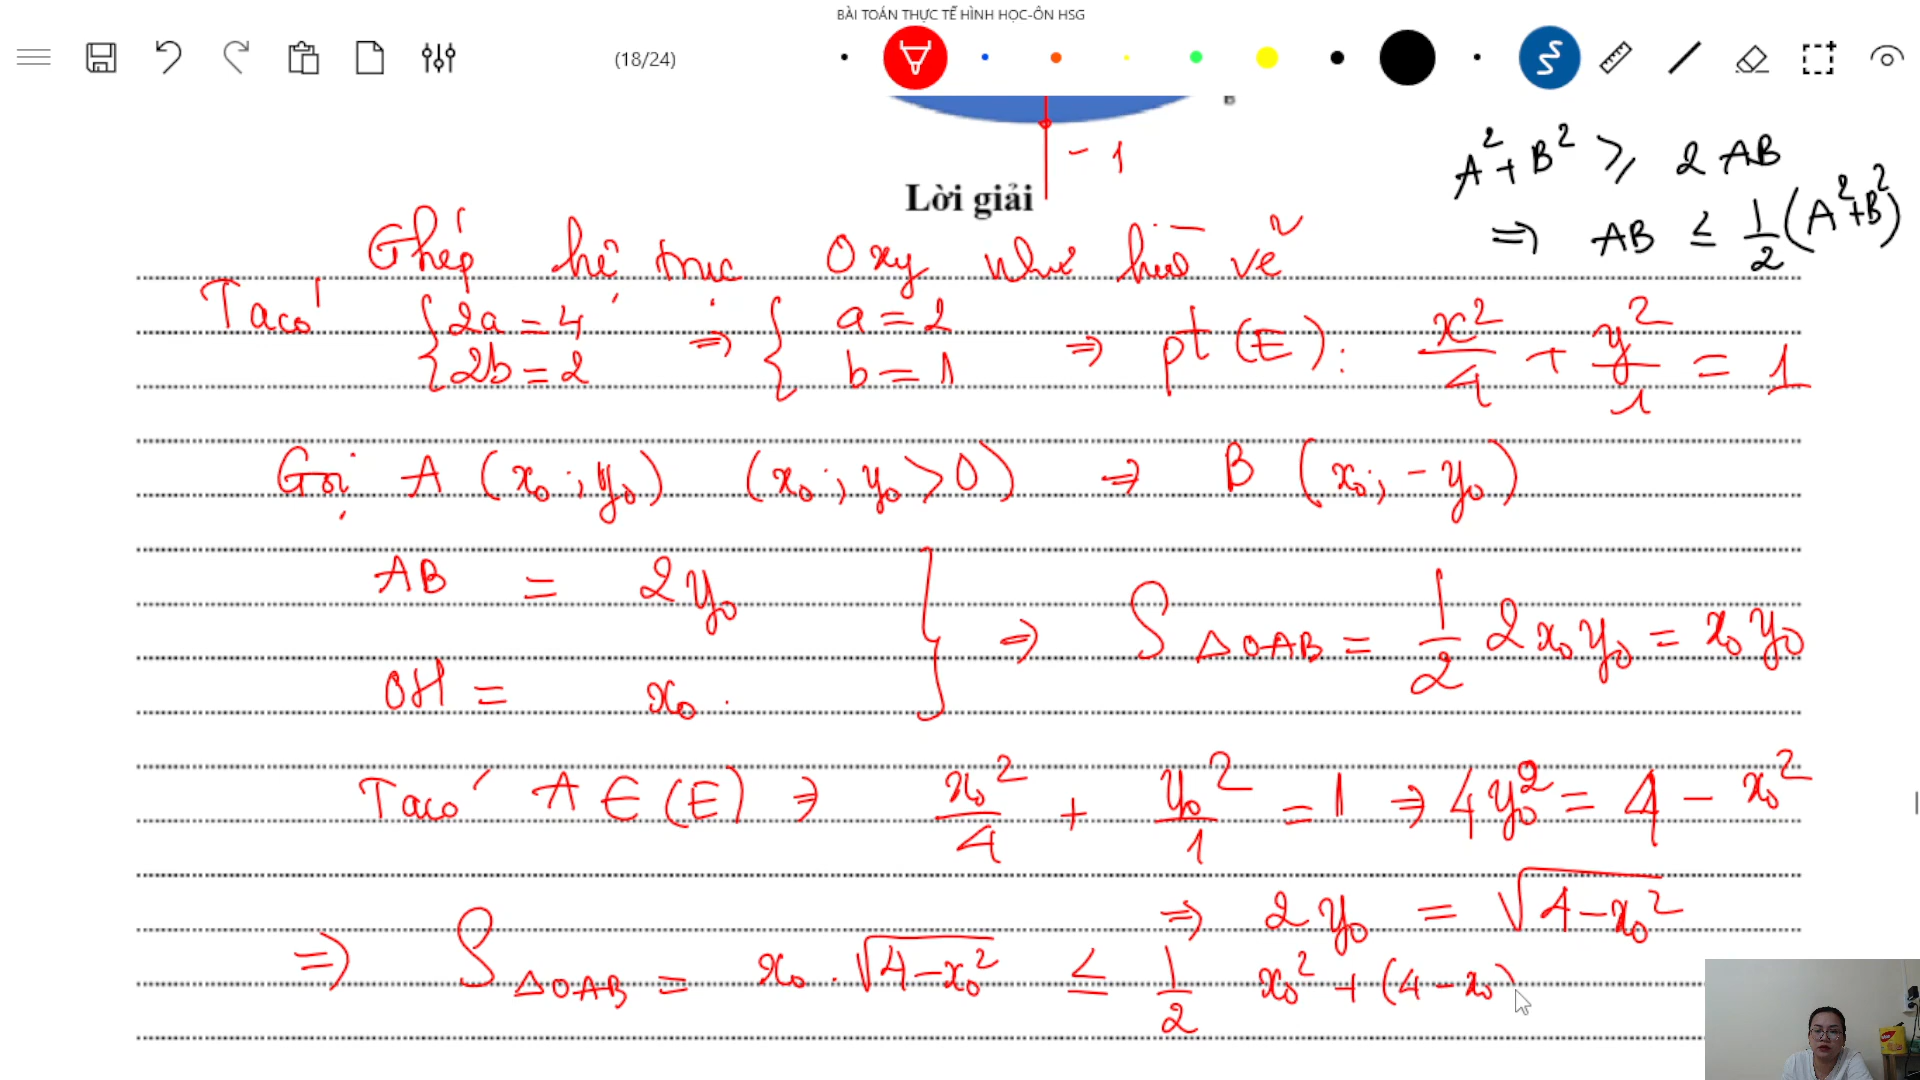 BÀI TOÁN THỰC TẾ HÌNH HỌC-ÔN HSG
(18/24)
B
- 1
A² + B² ≥ 2AB
⇒ AB ≤ 1/2 (A²+B²)
Lời giải
Ghép hệ trục Oxy như hình vẽ
Ta có { 2a = 4 ; 2b = 2 ⇒ { a = 2 ; b = 1 ⇒ pt (E): x²/4 + y²/1 = 1
Gọi A (x₀ ; y₀) (x₀ ; y₀ > 0) ⇒ B (x₀ ; -y₀)
AB = 2y₀
OH = x₀ . } ⇒ S △OAB = 1/2 2x₀y₀ = x₀y₀
Ta có A ∈ (E) ⇒ x₀²/4 + y₀²/1 = 1 ⇒ 4y₀² = 4 - x₀²
⇒ 2y₀ = √(4-x₀²)
⇒ S △OAB = x₀ . √(4-x₀²) ≤ 1/2 x₀² + (4-x₀)